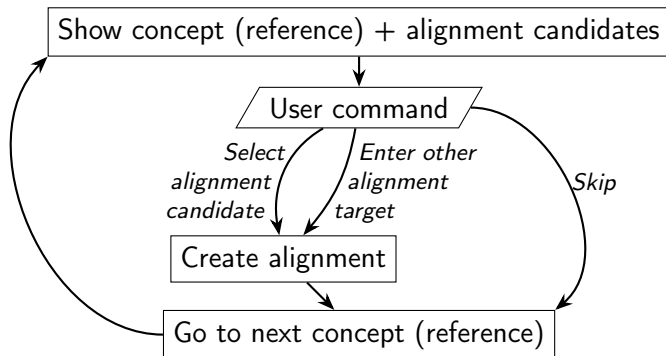 Show concept (reference) + alignment candidates
User command
Select
alignment
candidate
Enter other
alignment
target
Skip
Create alignment
Go to next concept (reference)